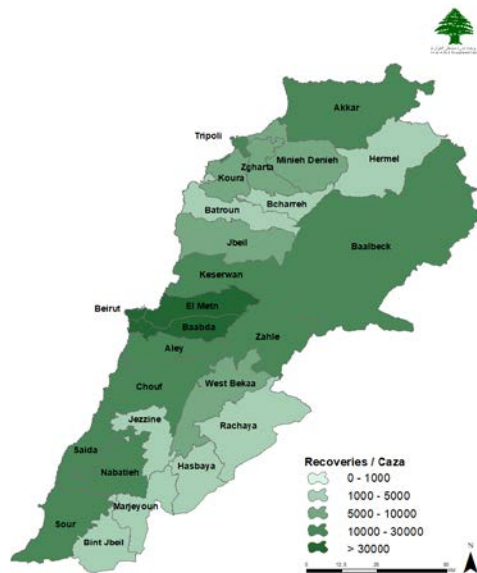 Akkar
Tripoli
Zgharta
Minieh Denieh
Hermel
Koura
Bcharreh
Batroun
Jbeil
Baalbeck
Keserwan
El Metn
Beirut
Baabda
Zahle
Aley
West Bekaa
Chouf
Jezzine
Rachaya
Saida
Nabatieh
Hasbaya
Marjeyoun
Sour
Bint Jbeil
Recoveries / Caza
0 - 1000
1000 - 5000
5000 - 10000
10000 - 30000
> 30000
N